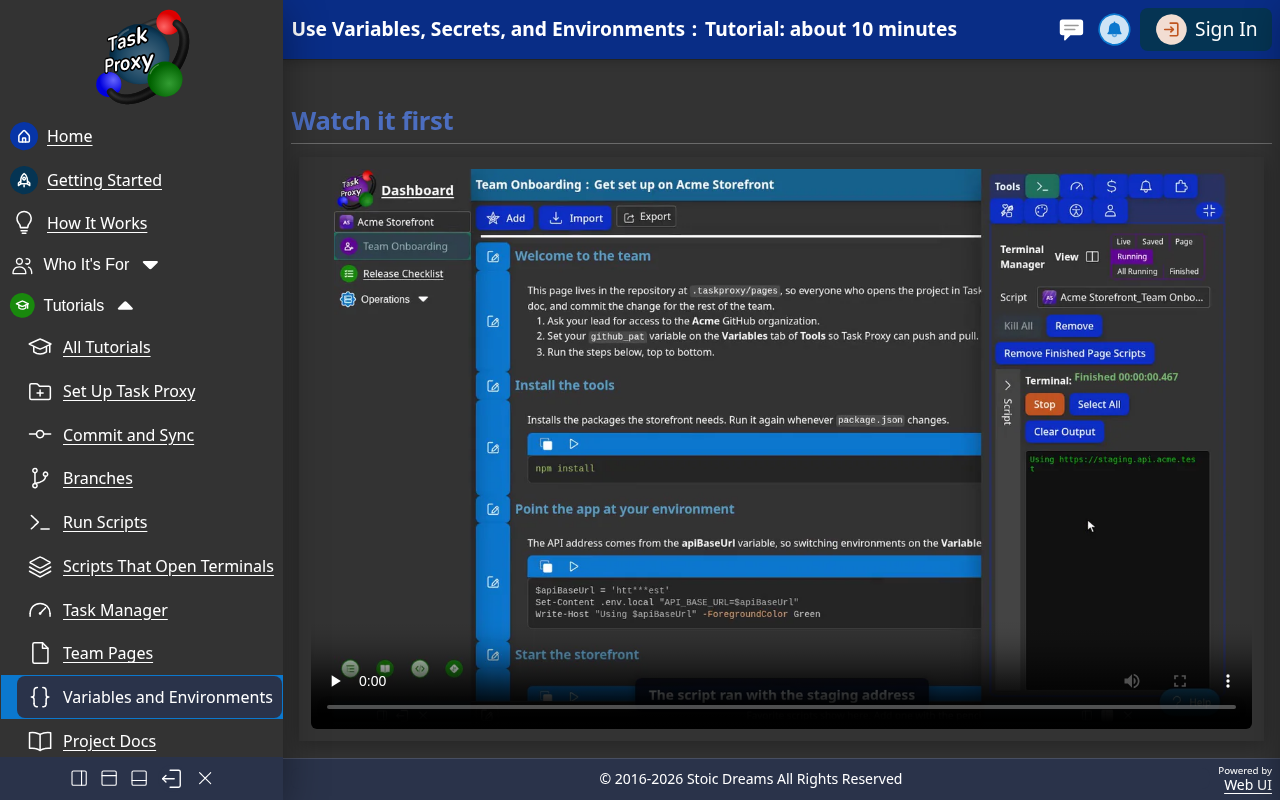 Task Proxy
Use Variables, Secrets, and Environments : Tutorial: about 10 minutes
Sign In
Home
Getting Started
How It Works
Who It's For
Tutorials
All Tutorials
Set Up Task Proxy
Commit and Sync
Branches
Run Scripts
Scripts That Open Terminals
Task Manager
Team Pages
Variables and Environments
Project Docs
Watch it first
Task Proxy
Dashboard
AS Acme Storefront
Team Onboarding
Release Checklist
Operations
Team Onboarding : Get set up on Acme Storefront
Add
Import
Export
Welcome to the team
This page lives in the repository at .taskproxy/pages, so everyone who opens the project in Task
doc, and commit the change for the rest of the team.
1. Ask your lead for access to the Acme GitHub organization.
2. Set your github_pat variable on the Variables tab of Tools so Task Proxy can push and pull.
3. Run the steps below, top to bottom.
Install the tools
Installs the packages the storefront needs. Run it again whenever package.json changes.
npm install
Point the app at your environment
The API address comes from the apiBaseUrl variable, so switching environments on the Variable
$apiBaseUrl = 'htt***est'
Set-Content .env.local "API_BASE_URL=$apiBaseUrl"
Write-Host "Using $apiBaseUrl" -ForegroundColor Green
Start the storefront
Tools
Terminal Manager
View
Live Saved Page
Running
All Running Finished
Script
AS Acme Storefront_Team Onbo...
Kill All
Remove
Remove Finished Page Scripts
Script
Terminal: Finished 00:00:00.467
Stop
Select All
Clear Output
Using https://staging.api.acme.tes
t
The script ran with the staging address
Help
0:00
© 2016-2026 Stoic Dreams All Rights Reserved
Powered by
Web UI